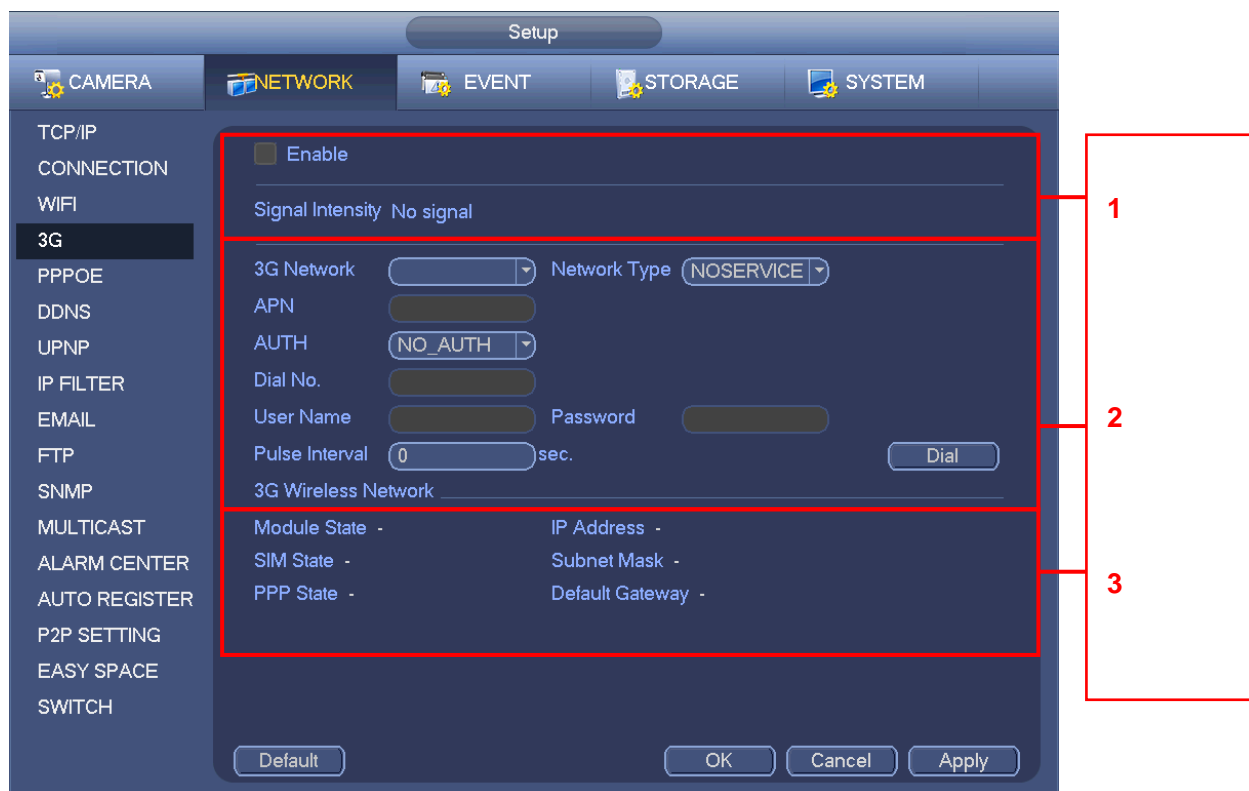 Setup
CAMERA NETWORK EVENT STORAGE SYSTEM
TCP/IP
CONNECTION
WIFI
3G
PPPOE
DDNS
UPNP
IP FILTER
EMAIL
FTP
SNMP
MULTICAST
ALARM CENTER
AUTO REGISTER
P2P SETTING
EASY SPACE
SWITCH
Enable
Signal Intensity No signal
3G Network Network Type NOSERVICE
APN
AUTH NO_AUTH
Dial No.
User Name Password
Pulse Interval 0 sec. Dial
3G Wireless Network
Module State - IP Address -
SIM State - Subnet Mask -
PPP State - Default Gateway -
Default OK Cancel Apply
1
2
3